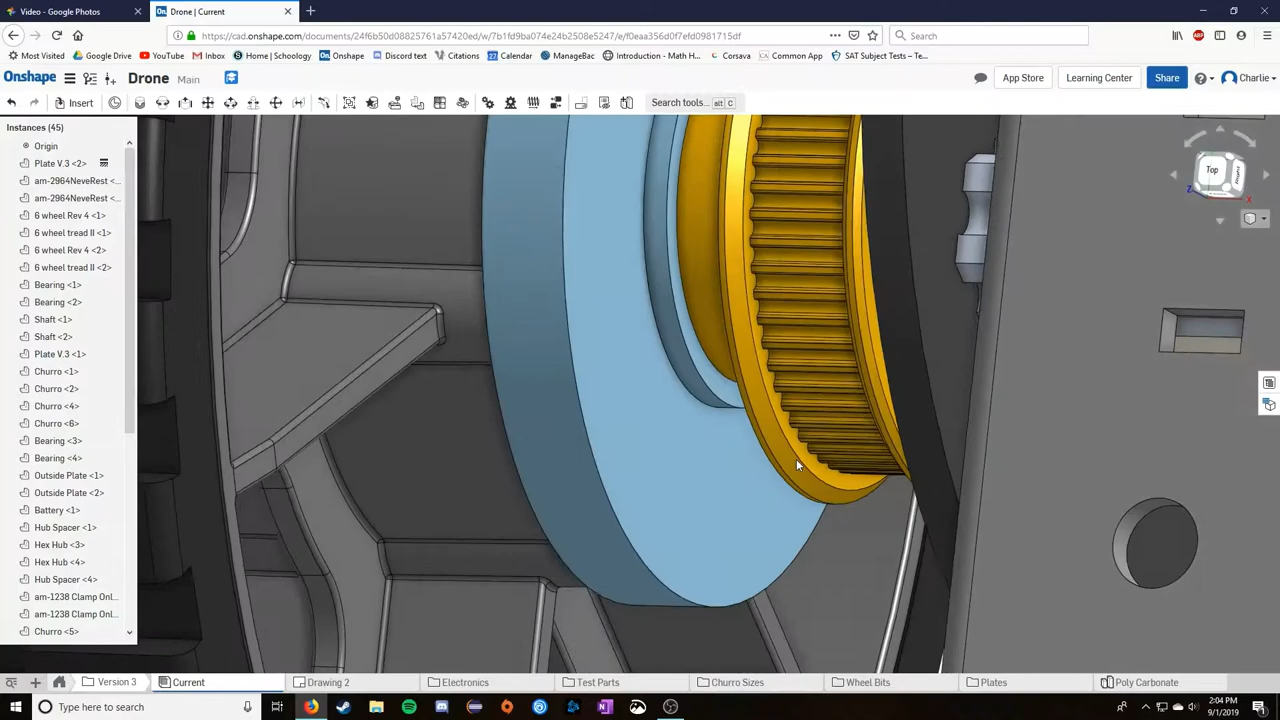 Video - Google Photos
Drone | Current
https://cad.onshape.com/documents/24f6b50d08825761a57420ed/w/7b1fd9ba074e24b2508e5247/e/f0eaa356d0f7efd0981715df
Search
Most Visited
Google Drive
YouTube
Inbox
Home | Schoology
Onshape
Discord text
Citations
Calendar
ManageBac
Introduction - Math H...
Corsava
Common App
SAT Subject Tests – Te...
Onshape
Drone
Main
App Store
Learning Center
Share
Charlie
Insert
Search tools...
alt
C
Instances (45)
Origin
Plate V.3 <2>
am-2964NeveRest <...
am-2964NeveRest <...
6 wheel Rev 4 <1>
6 wheel tread II <1>
6 wheel Rev 4 <2>
6 wheel tread II <2>
Bearing <1>
Bearing <2>
Shaft <1>
Shaft <2>
Plate V.3 <1>
Churro <1>
Churro <2>
Churro <4>
Churro <6>
Bearing <3>
Bearing <4>
Outside Plate <1>
Outside Plate <2>
Battery <1>
Hub Spacer <1>
Hex Hub <3>
Hex Hub <4>
Hub Spacer <4>
am-1238 Clamp Onl...
am-1238 Clamp Onl...
Churro <5>
Top
Z
X
Version 3
Current
Drawing 2
Electronics
Test Parts
Churro Sizes
Wheel Bits
Plates
Poly Carbonate
Type here to search
2:04 PM
9/1/2019